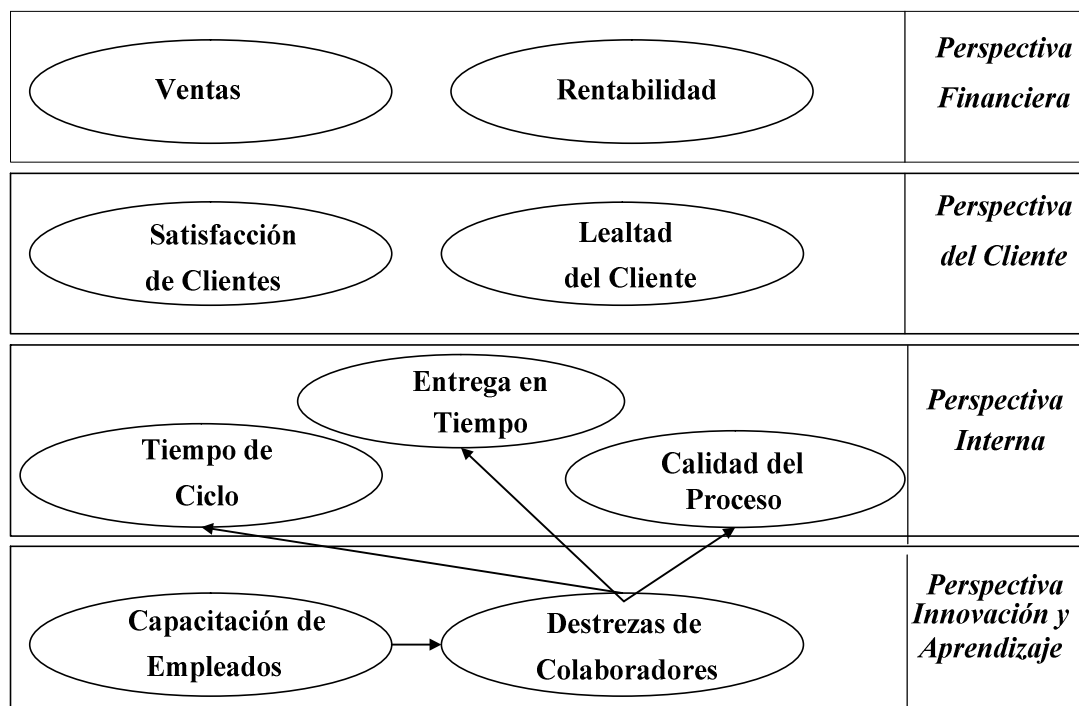 Ventas
Rentabilidad
Perspectiva
Financiera
Satisfacción
de Clientes
Lealtad
del Cliente
Perspectiva
del Cliente
Entrega en
Tiempo
Tiempo de
Ciclo
Calidad del
Proceso
Perspectiva
Interna
Capacitación de
Empleados
Destrezas de
Colaboradores
Perspectiva
Innovación y
Aprendizaje